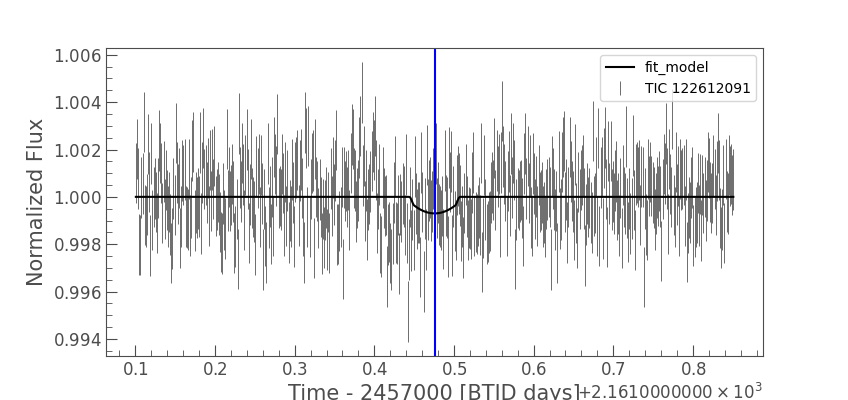 1.006
1.004
1.002
1.000
0.998
0.996
0.994
Normalized Flux
fit_model
TIC 122612091
0.1 0.2 0.3 0.4 0.5 0.6 0.7 0.8
Time - 2457000 [BTJD days]
+2.1610000000 × 10³